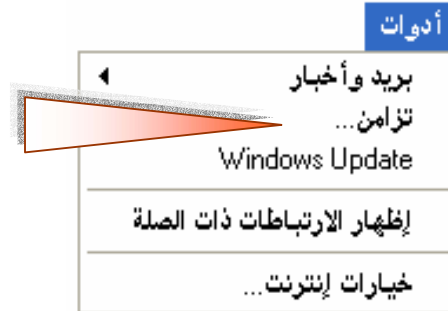 أدوات
بريد وأخبار
تزامن...
Windows Update
إظهار الارتباطات ذات الصلة
خيارات إنترنت...